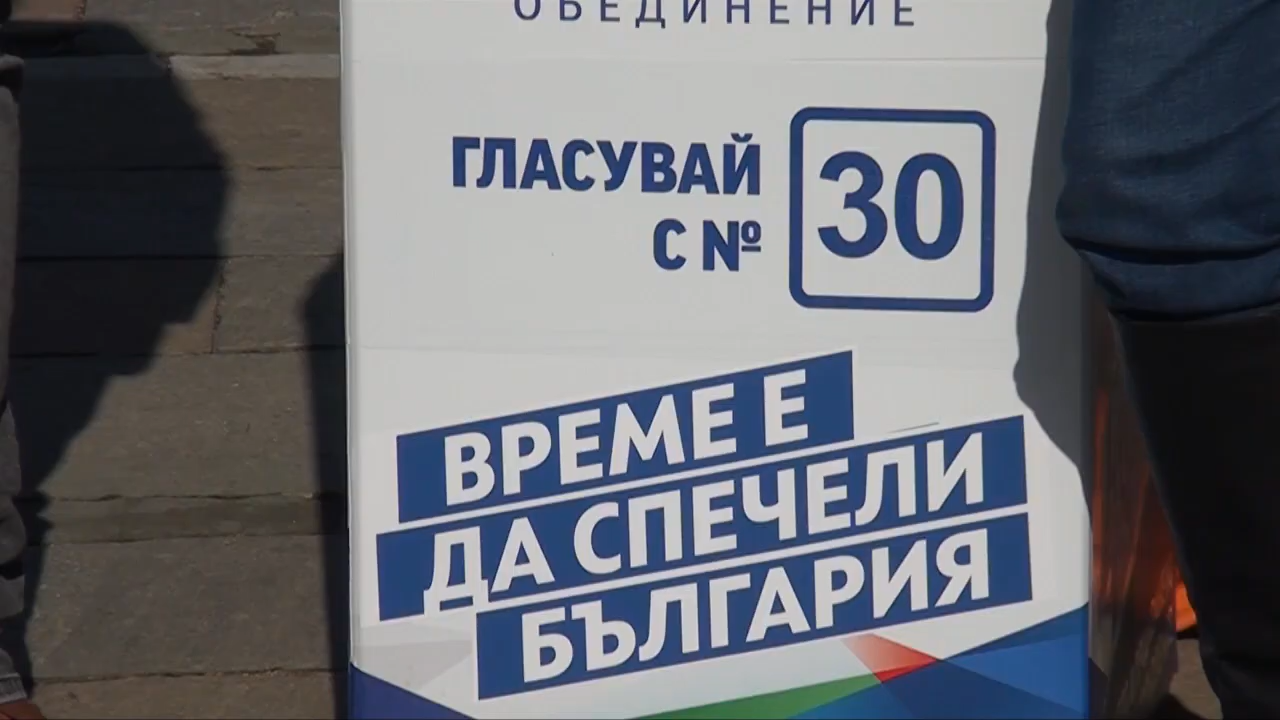 ОБЕДИНЕНИЕ
ГЛАСУВАЙ
С №
30
ВРЕМЕ Е
ДА СПЕЧЕЛИ
БЪЛГАРИЯ